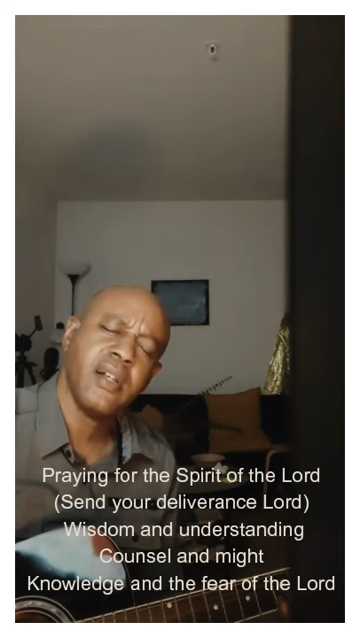 Praying for the Spirit of the Lord
(Send your deliverance Lord)
Wisdom and understanding
Counsel and might
Knowledge and the fear of the Lord